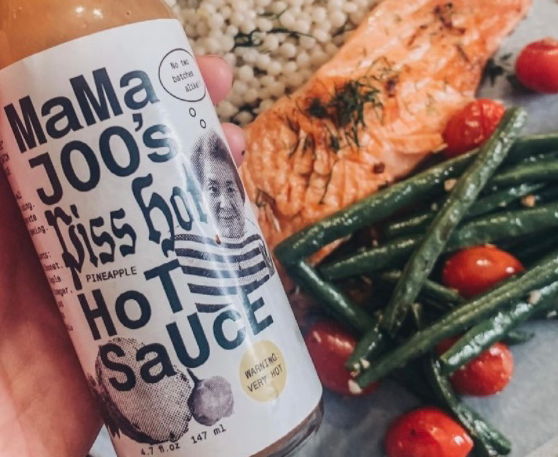 No two
batches
alike!
MaMa
JOO's
Piss Hot
PINEAPPLE
HoT
SaUCE
WARNING:
VERY HOT
4.7 fl.oz 147 ml